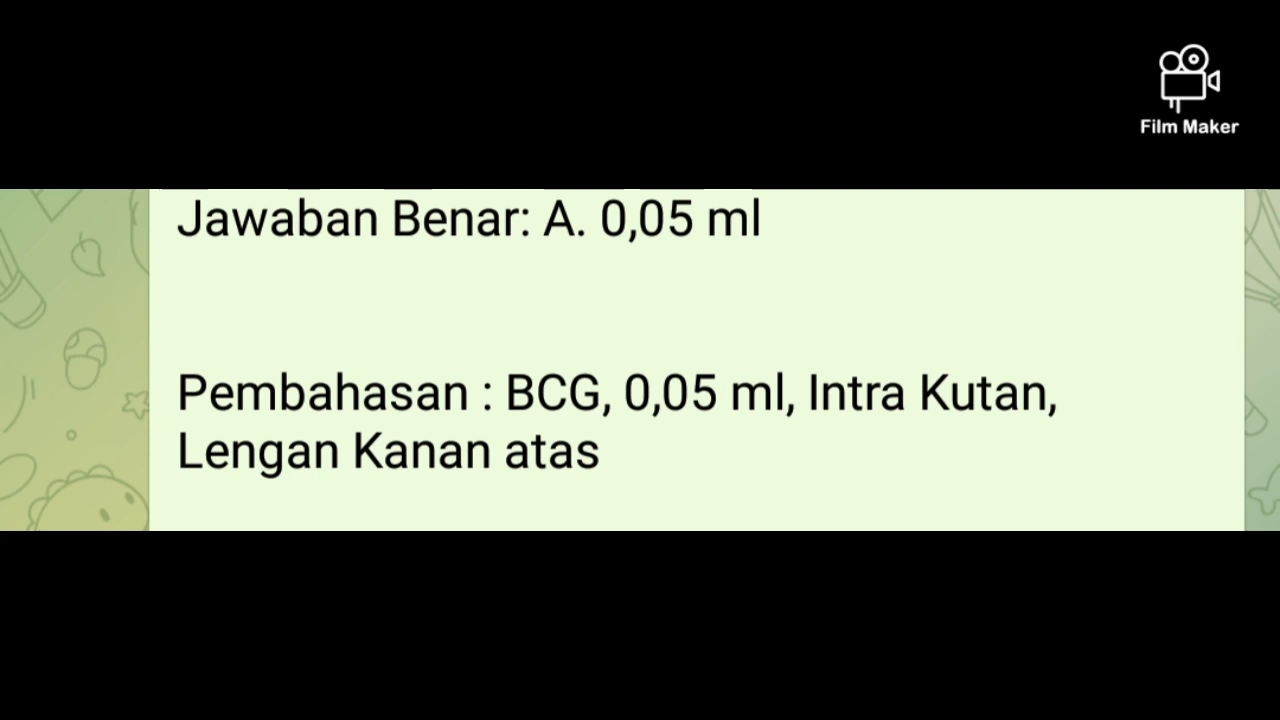 Film Maker
Jawaban Benar: A. 0,05 ml
Pembahasan : BCG, 0,05 ml, Intra Kutan,
Lengan Kanan atas